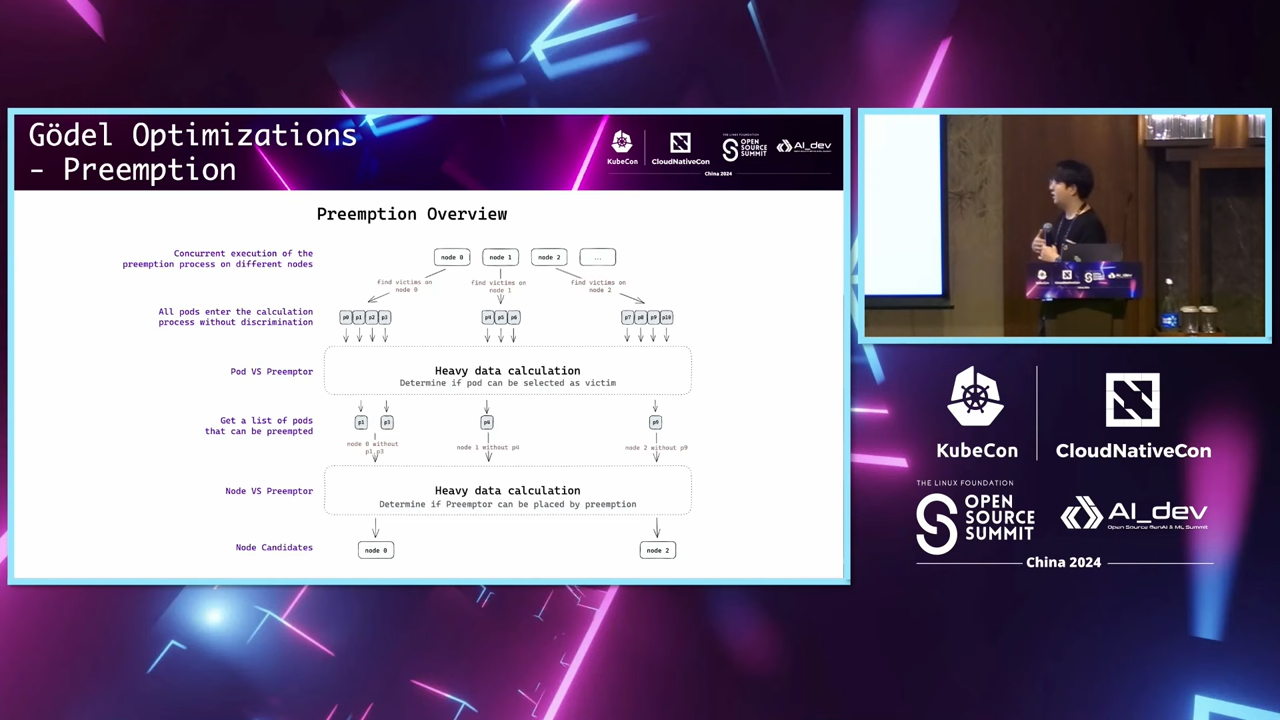 Gödel Optimizations
- Preemption
KubeCon
CloudNativeCon
THE LINUX FOUNDATION
OPEN
SOURCE
SUMMIT
AI_dev
China 2024
Preemption Overview
Concurrent execution of the
preemption process on different nodes
node 0
node 1
node 2
...
find victims on
node 0
find victims on
node 1
find victims on
node 2
All pods enter the calculation
process without discrimination
p0 p1 p2 p3
p4 p5 p6
p7 p8 p9 p10
Pod VS Preemptor
Heavy data calculation
Determine if pod can be selected as victim
Get a list of pods
that can be preempted
p1 p3
p4
p9
node 0 without
p1,p3
node 1 without p4
node 2 without p9
Node VS Preemptor
Heavy data calculation
Determine if Preemptor can be placed by preemption
Node Candidates
node 0
node 2
KubeCon
CloudNativeCon
THE LINUX FOUNDATION
OPEN
SOURCE
SUMMIT
AI_dev
Open Source GenAI & ML Summit
China 2024